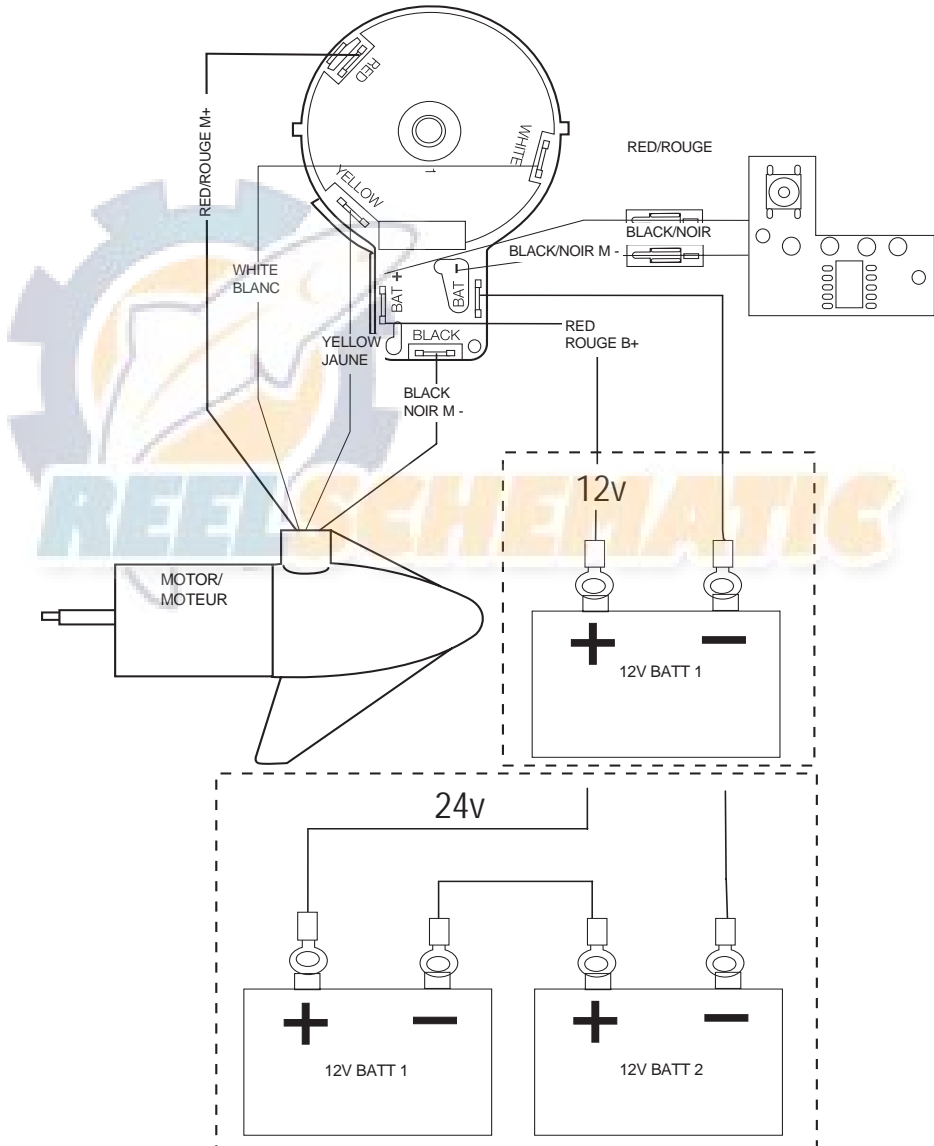 RED
WHITE
1
YELLOW
RED/ROUGE M+
RED/ROUGE
BLACK/NOIR
BLACK/NOIR M -
WHITE
BLANC
BAT +
BAT -
YELLOW
JAUNE
BLACK
RED
ROUGE B+
BLACK
NOIR M -
REELSCHEMATIC
12v
MOTOR/
MOTEUR
+ −
12V BATT 1
24v
+ − + −
12V BATT 1
12V BATT 2